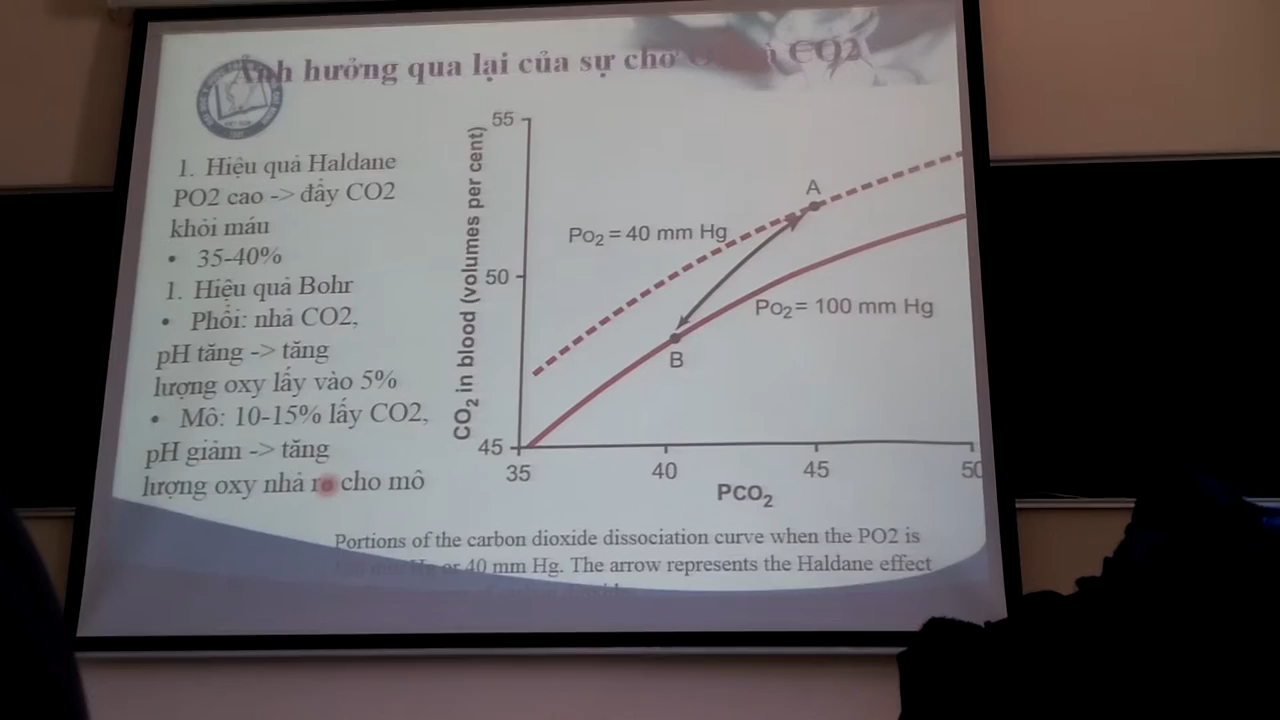 hưởng qua lại của sự chở CO2
1. Hiệu quả Haldane
PO2 cao -> đẩy CO2
khỏi máu
• 35-40%
1. Hiệu quả Bohr
• Phổi: nhả CO2,
pH tăng -> tăng
lượng oxy lấy vào 5%
• Mô: 10-15% lấy CO2,
pH giảm -> tăng
lượng oxy nhả ra cho mô
CO2 in blood (volumes per cent)
55
50
45
A
Po2 = 40 mm Hg
Po2 = 100 mm Hg
B
35 40 45 50
PCO2
Portions of the carbon dioxide dissociation curve when the PO2 is
or 40 mm Hg. The arrow represents the Haldane effect